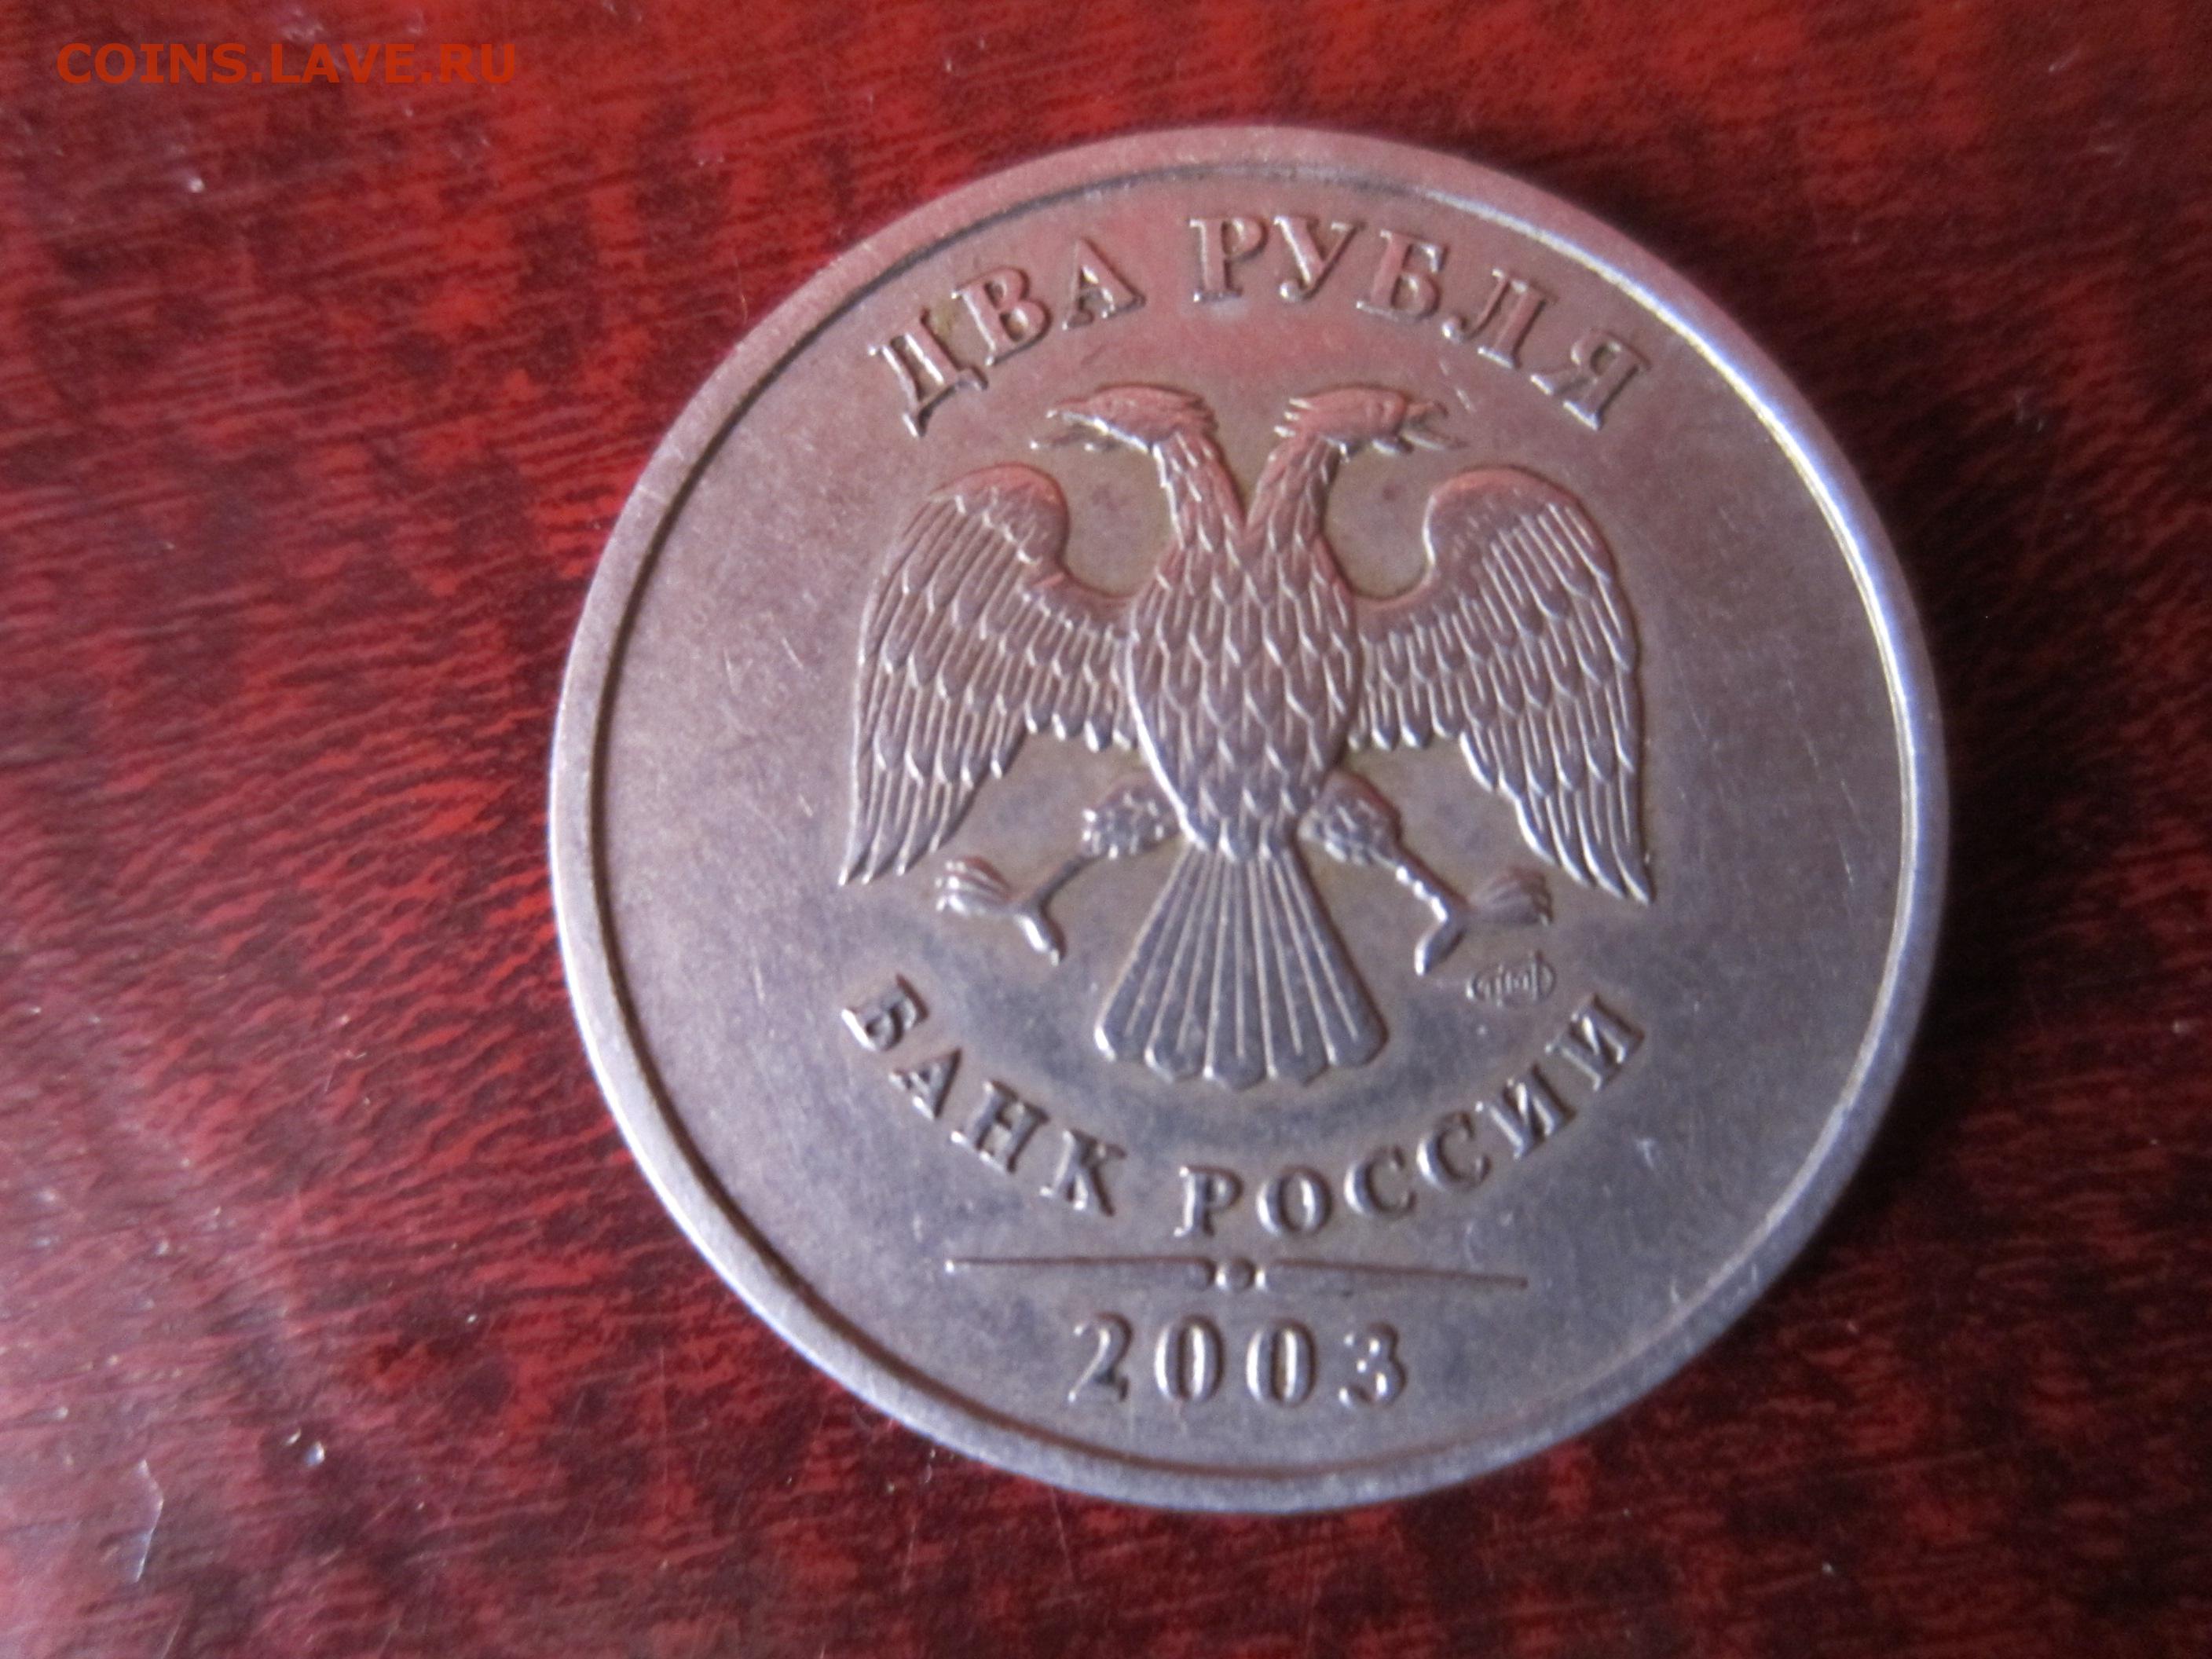 COINS.LAVE.RU
ДВА РУБЛЯ
БАНК РОССИИ
2003